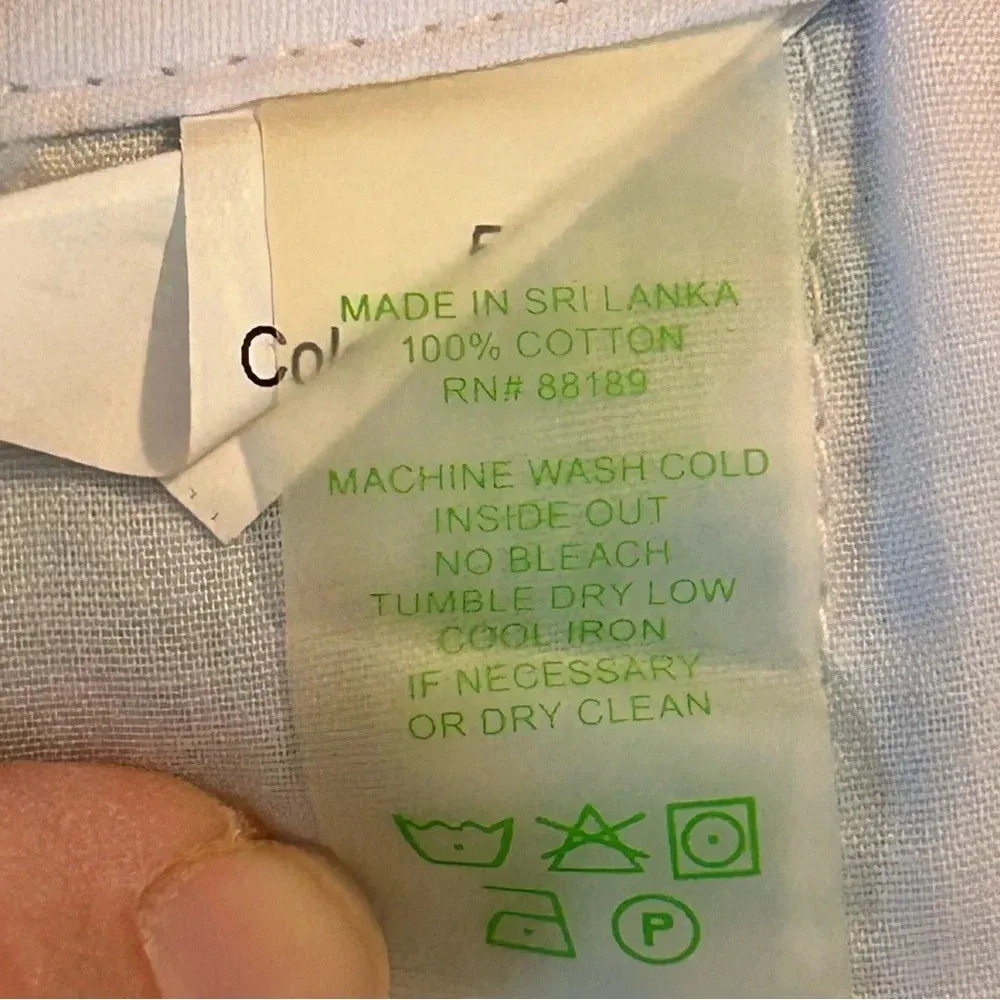 MADE IN SRI LANKA
Col 100% COTTON
RN# 88189
MACHINE WASH COLD
INSIDE OUT
NO BLEACH
TUMBLE DRY LOW
COOL IRON
IF NECESSARY
OR DRY CLEAN
P